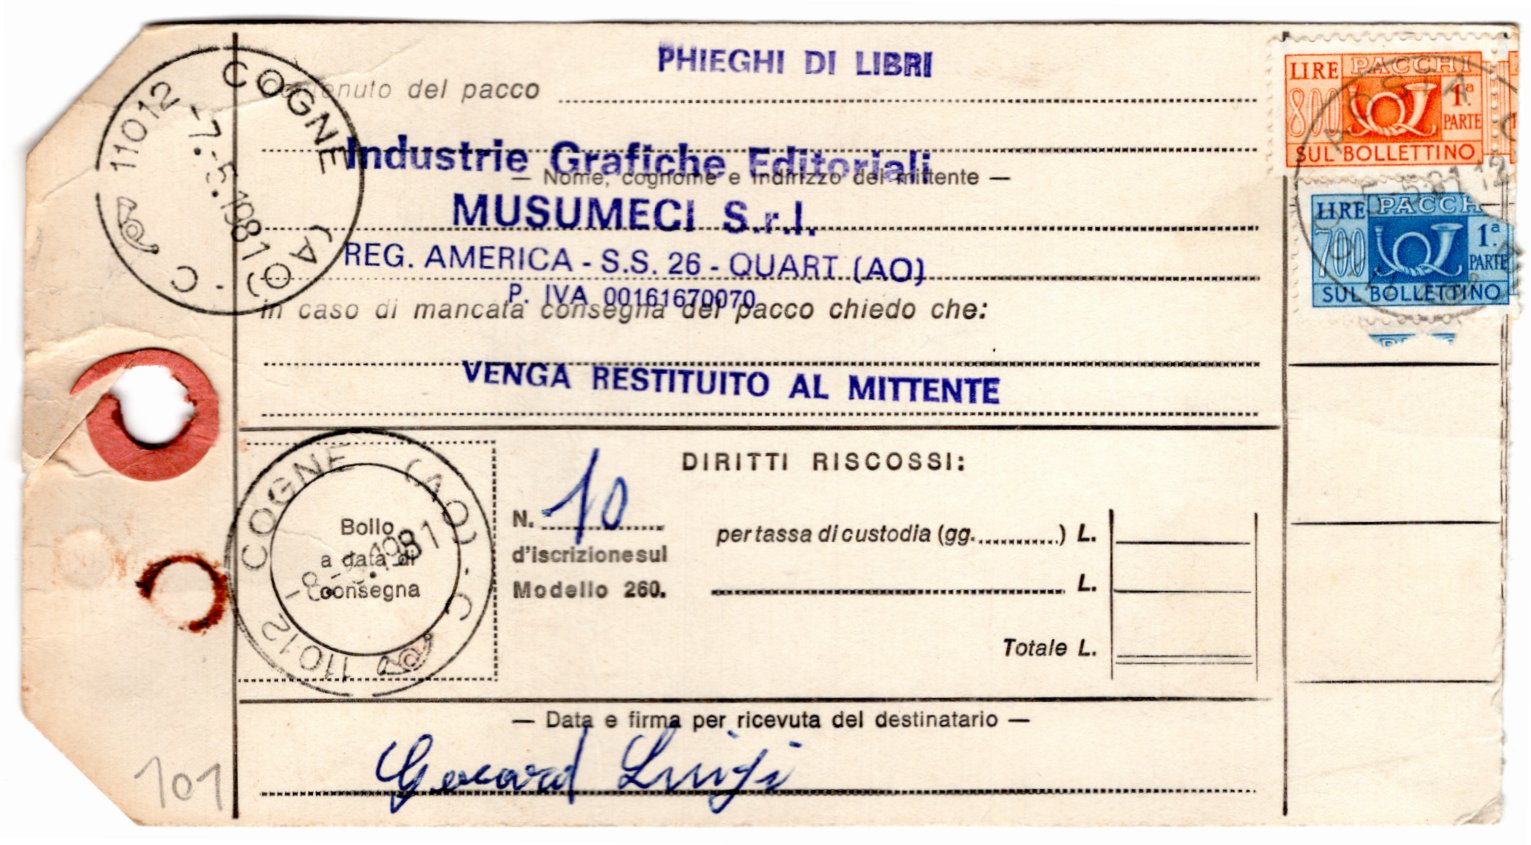 PHIEGHI DI LIBRI
Contenuto del pacco
Industrie Grafiche Editoriali
— Nome, cognome e indirizzo del mittente —
MUSUMECI S.r.l.
REG. AMERICA - S.S. 26 - QUART (AO)
P. IVA 00161670070
In caso di mancata consegna del pacco chiedo che:
VENGA RESTITUITO AL MITTENTE
11012 COGNE (AO) - C
-7.-5.1981
LIRE PACCHI
800 1ª PARTE
SUL BOLLETTINO
LIRE PACCHI
700 1ª PARTE
SUL BOLLETTINO
AOSTA
DIRITTI RISCOSSI:
11012 COGNE (AO) - C
Bollo
a data di
consegna
N. 10
d'iscrizione sul
Modello 260.
per tassa di custodia (gg. ) L.
L.
Totale L.
— Data e firma per ricevuta del destinatario —
Luigi
101